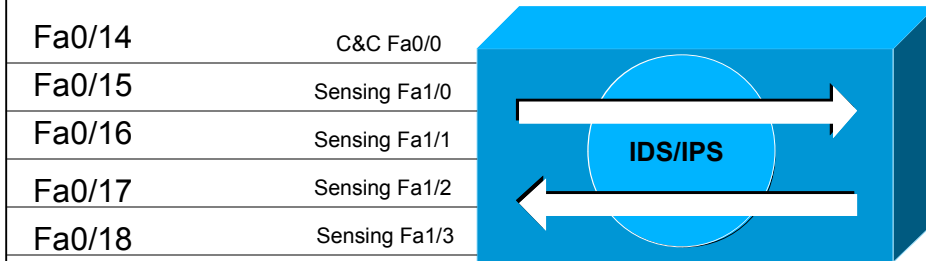 Fa0/14 C&C Fa0/0
Fa0/15 Sensing Fa1/0
Fa0/16 Sensing Fa1/1
IDS/IPS
Fa0/17 Sensing Fa1/2
Fa0/18 Sensing Fa1/3